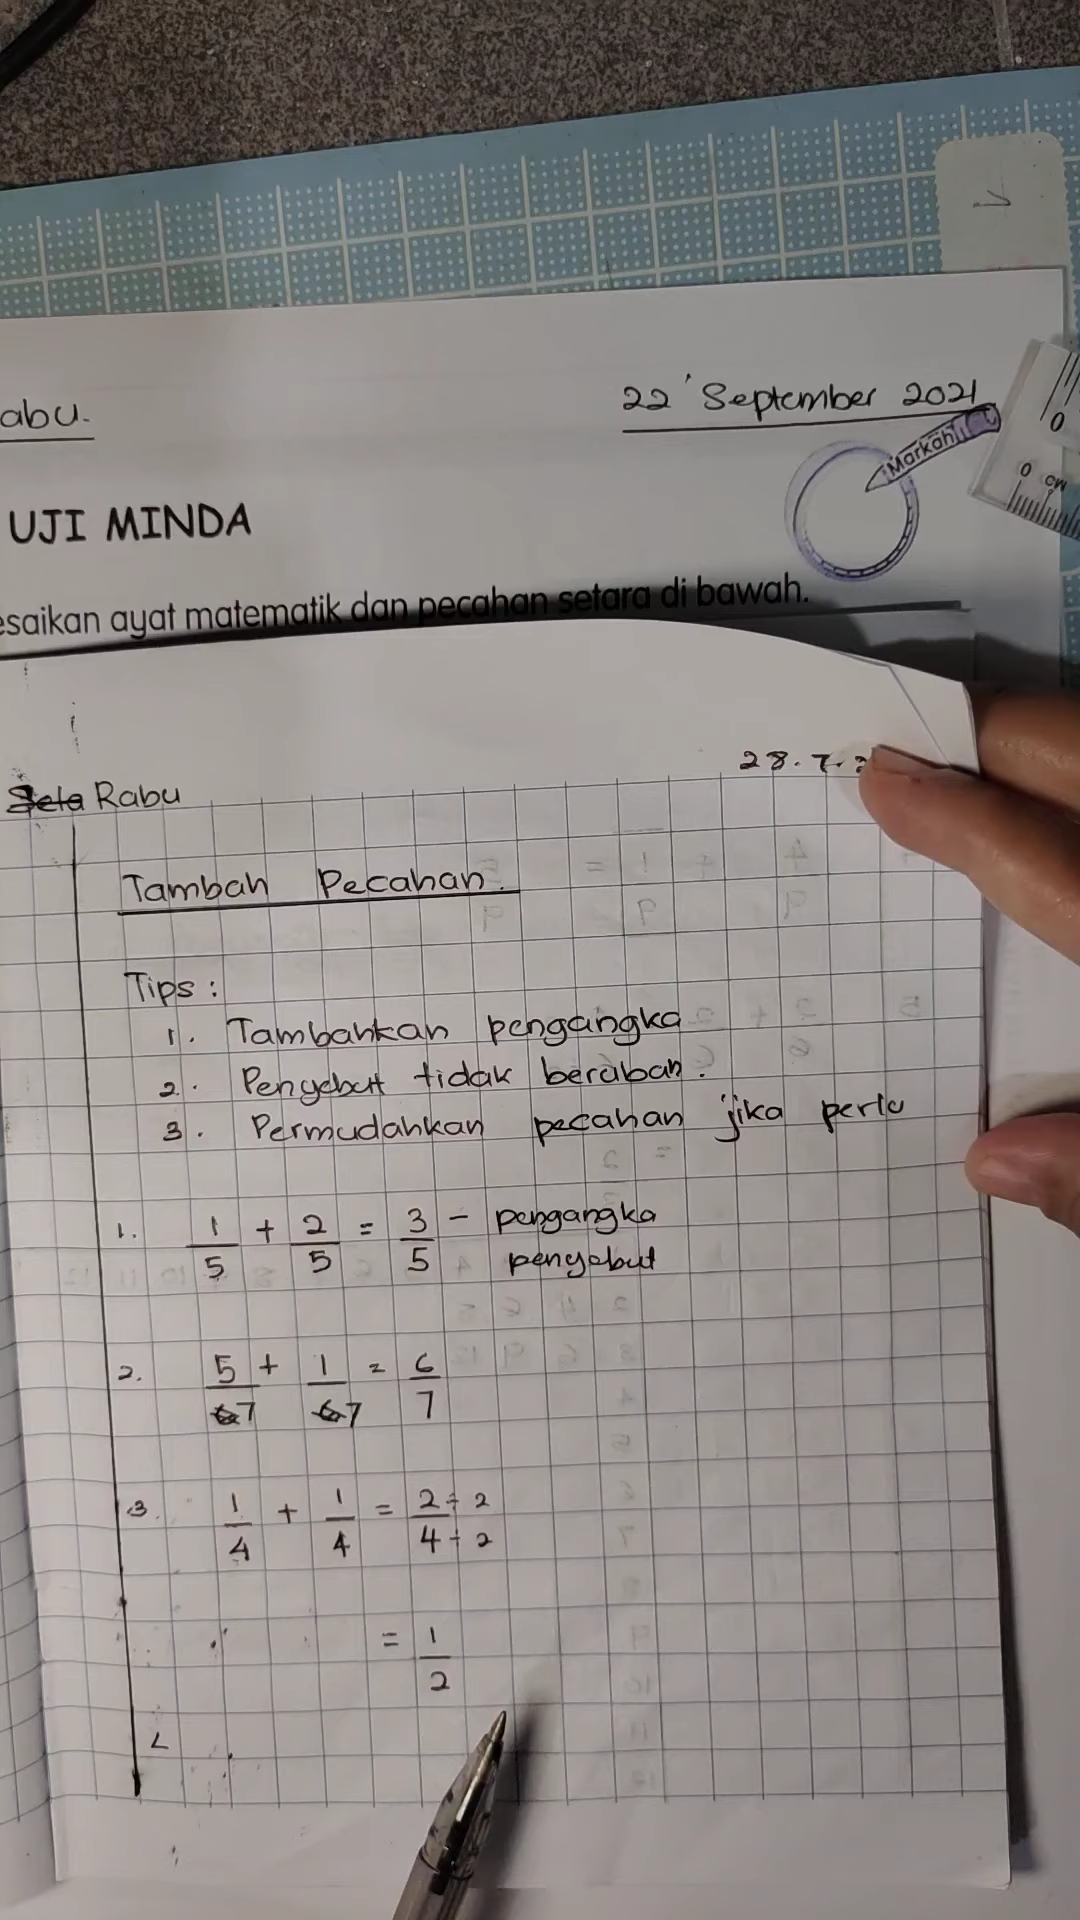 abu.
22 September 2021
Markah
0
0 cm
UJI MINDA
esaikan ayat matematik dan pecahan setara di bawah.
28.7.
Sela Rabu
Tambah Pecahan.
Tips:
1. Tambahkan pengangka
2. Penyebut tidak beruban.
3. Permudahkan pecahan jika perlu
1. 1/5 + 2/5 = 3/5 - pengangka penyebut
2. 5/7 + 1/7 = 6/7
3. 1/4 + 1/4 = 2÷2/4÷2
= 1/2